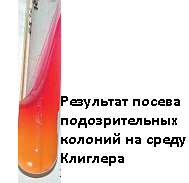 Результат посева
подозрительных
колоний на среду
Клиглера